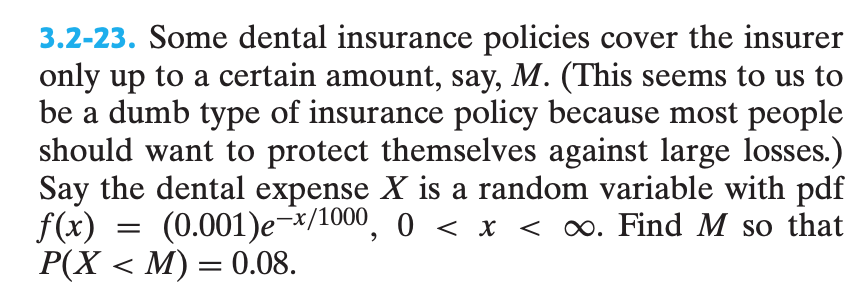 3.2-23. Some dental insurance policies cover the insurer
only up to a certain amount, say, M. (This seems to us to
be a dumb type of insurance policy because most people
should want to protect themselves against large losses.)
Say the dental expense X is a random variable with pdf
f(x) = (0.001)e^{−x/1000}, 0 < x < ∞. Find M so that
P(X < M) = 0.08.